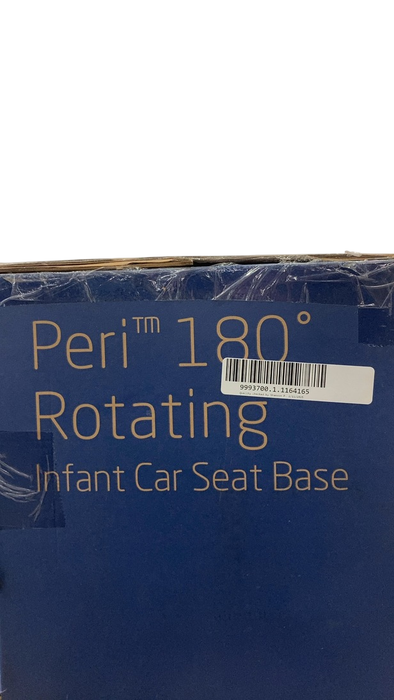 Peri™ 180°
9993700.1.1164165
Rotating
Infant Car Seat Base